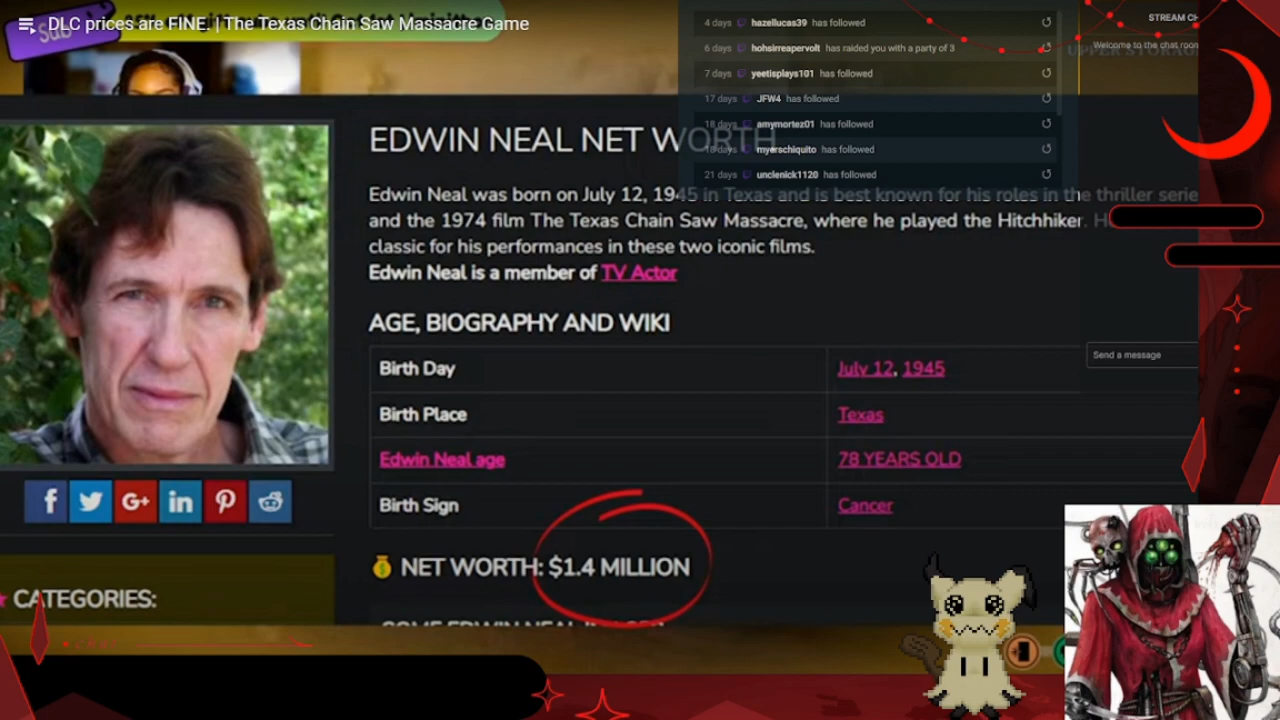 DLC prices are FINE. | The Texas Chain Saw Massacre Game
Sub
4 days hazellucas39 has followed
6 days hohsirreapervolt has raided you with a party of 3
7 days yeetisplays101 has followed
17 days JFW4 has followed
18 days amymortez01 has followed
18 days myerschiquito has followed
21 days unclenick1120 has followed
STREAM CH
Welcome to the chat room
UPPER STORAG
EDWIN NEAL NET WORTH
Edwin Neal was born on July 12, 1945 in Texas and is best known for his roles in the thriller serie
and the 1974 film The Texas Chain Saw Massacre, where he played the Hitchhiker. H
classic for his performances in these two iconic films.
Edwin Neal is a member of TV Actor
AGE, BIOGRAPHY AND WIKI
Birth Day July 12, 1945
Send a message
Birth Place Texas
Edwin Neal age 78 YEARS OLD
Birth Sign Cancer
NET WORTH: $1.4 MILLION
CATEGORIES: